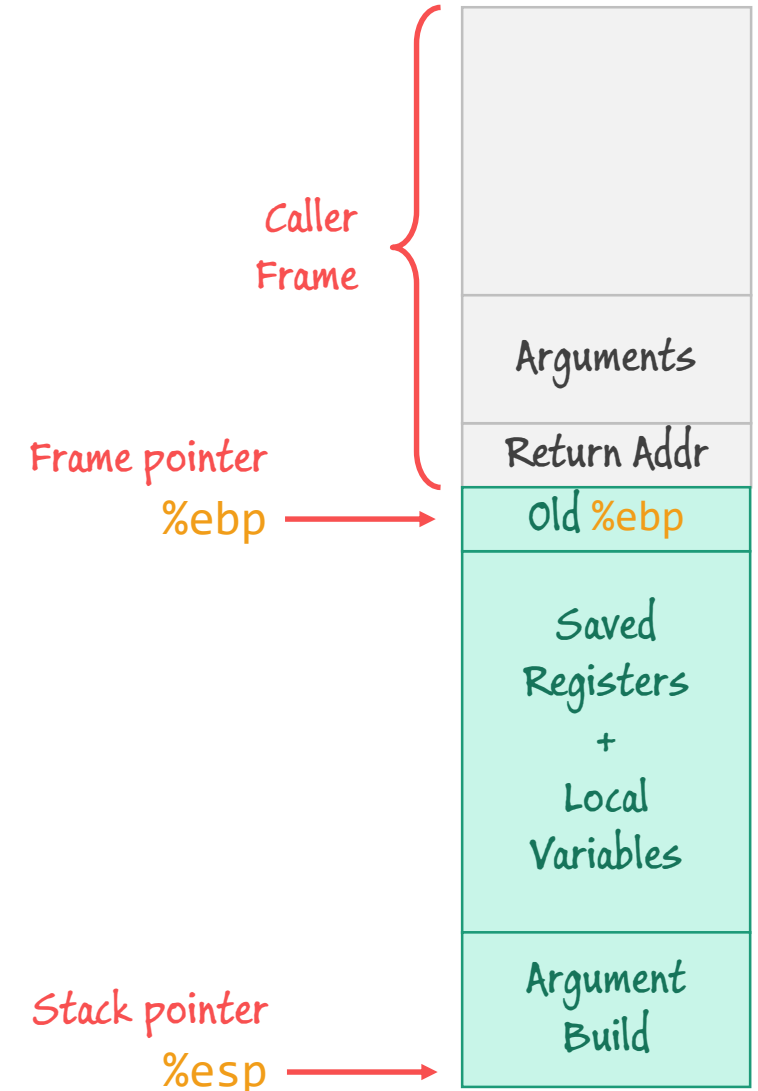 Caller
Frame
Arguments
Frame pointer
Return Addr
%ebp
Old %ebp
Saved
Registers
+
Local
Variables
Argument
Build
Stack pointer
%esp